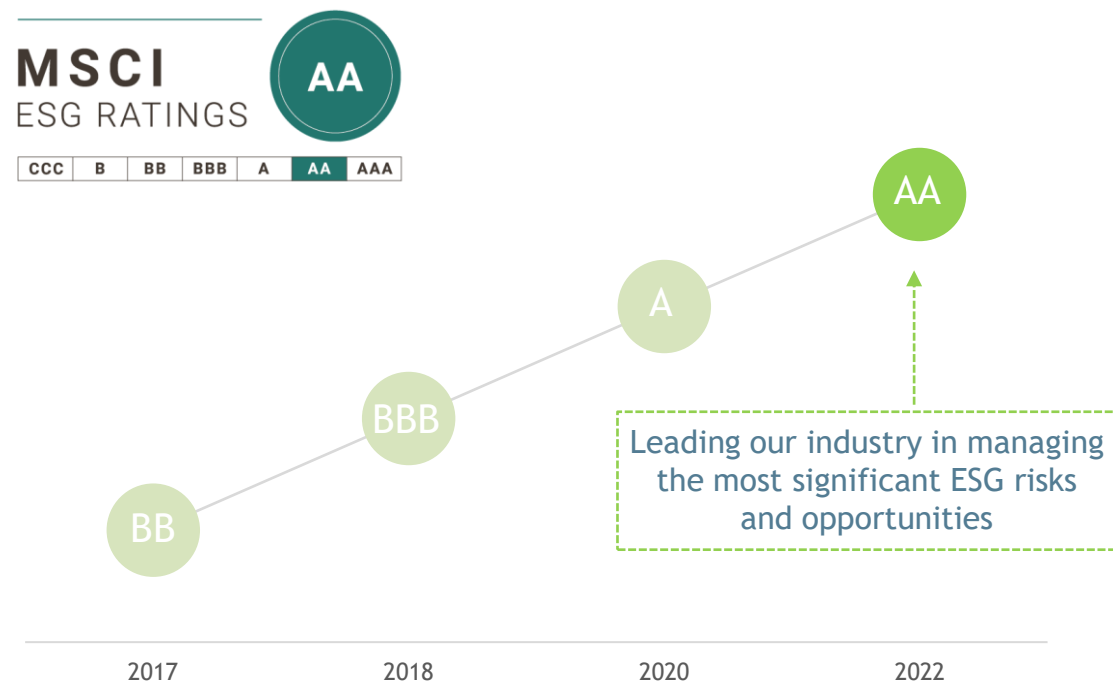 MSCI
ESG RATINGS
AA
CCC B BB BBB A AA AAA
AA
A
BBB
BB
Leading our industry in managing
the most significant ESG risks
and opportunities
2017 2018 2020 2022